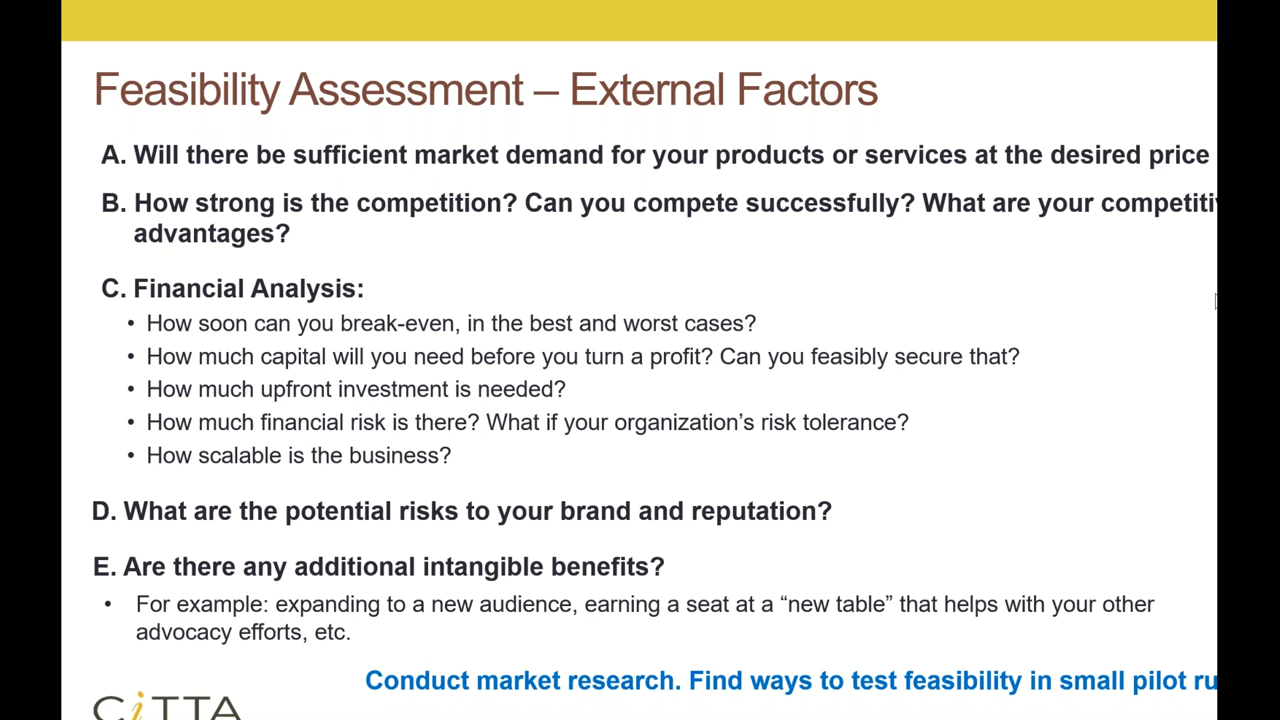 Feasibility Assessment – External Factors
A. Will there be sufficient market demand for your products or services at the desired price
B. How strong is the competition? Can you compete successfully? What are your
advantages?
C. Financial Analysis:
• How soon can you break-even, in the best and worst cases?
• How much capital will you need before you turn a profit? Can you feasibly secure that?
• How much upfront investment is needed?
• How much financial risk is there? What if your organization’s risk tolerance?
• How scalable is the business?
D. What are the potential risks to your brand and reputation?
E. Are there any additional intangible benefits?
• For example: expanding to a new audience, earning a seat at a “new table” that helps with your other
advocacy efforts, etc.
Conduct market research. Find ways to test feasibility in small pilot
CiTTA